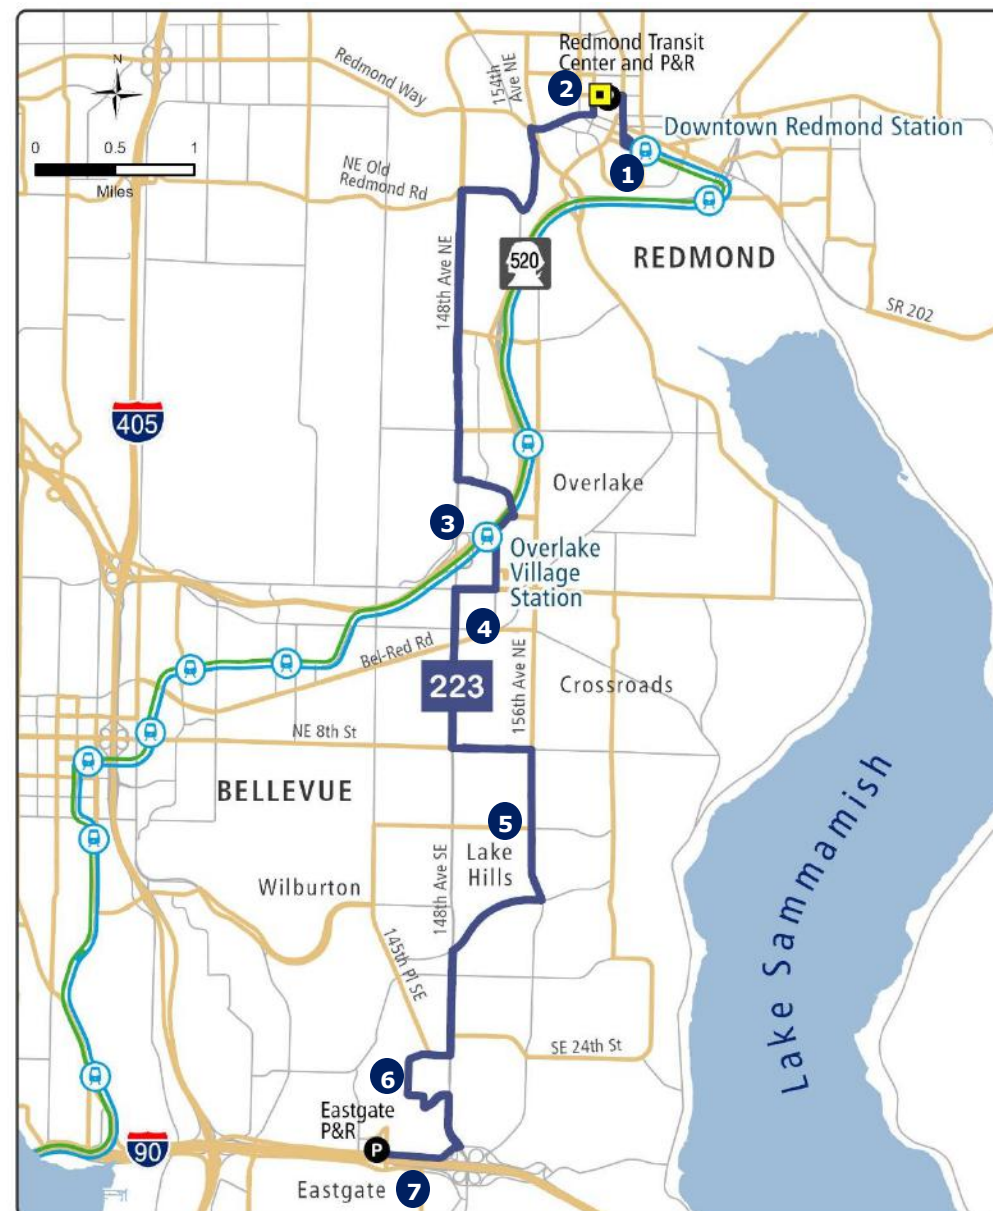 Redmond Transit
Center and P&R
2
N
Redmond Way
154th
Ave NE
Downtown Redmond Station
0 0.5 1
Miles
1
NE Old
Redmond Rd
520
REDMOND
148th Ave NE
SR 202
405
Overlake
3
Overlake
Village
Station
4
Bel-Red Rd
223
156th Ave NE
Crossroads
NE 8th St
BELLEVUE
5
Lake
Hills
148th Ave SE
Wilburton
Lake Sammamish
145th Pl SE
SE 24th St
6
Eastgate
P&R
P
90
Eastgate
7